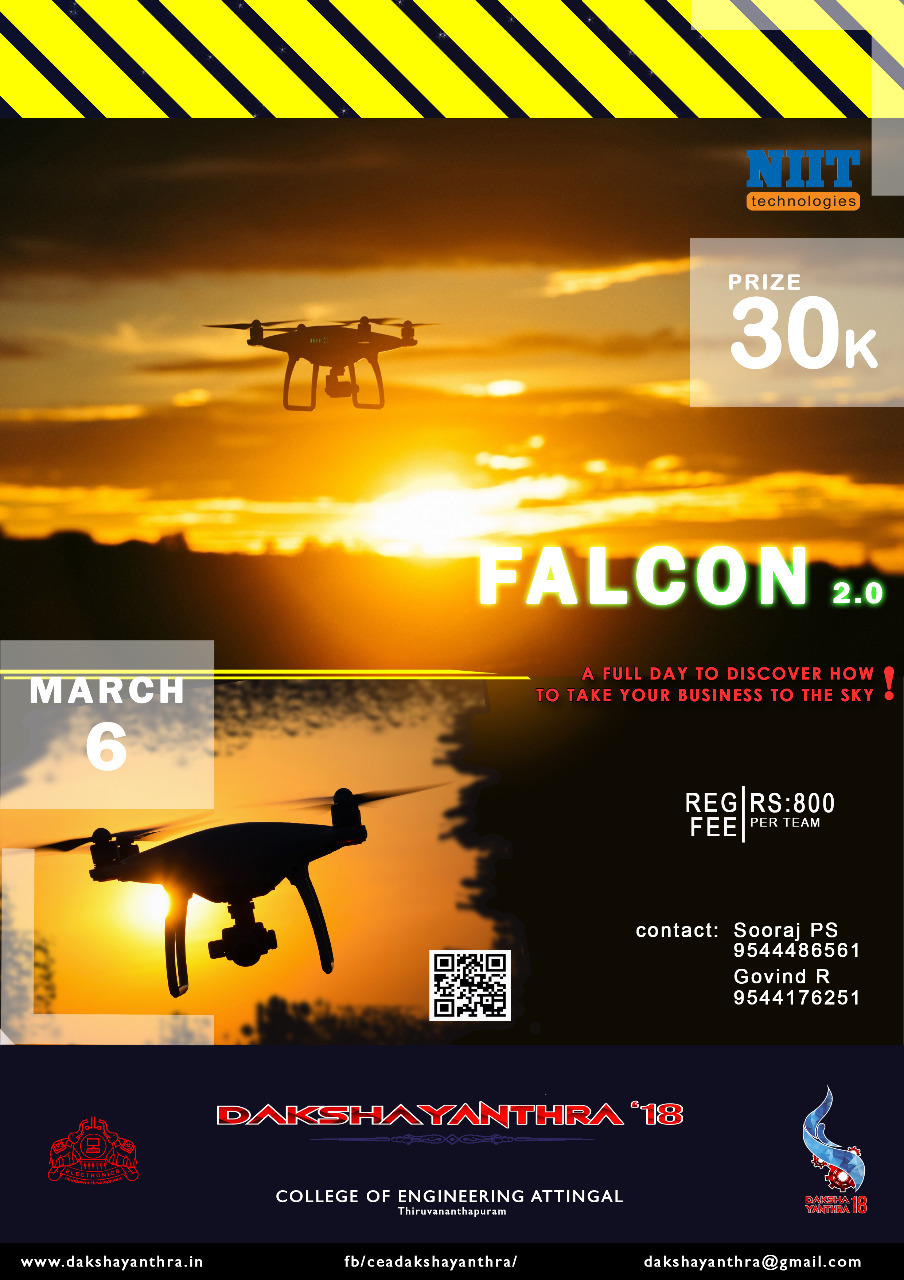 NIIT
technologies
PRIZE
30K
FALCON 2.0
A FULL DAY TO DISCOVER HOW
TO TAKE YOUR BUSINESS TO THE SKY!
MARCH
6
REG RS:800
FEE PER TEAM
contact: Sooraj PS
9544486561
Govind R
9544176251
DAKSHAYANTHRA ‘18
COLLEGE OF ENGINEERING ATTINGAL
Thiruvananthapuram
ELECTRONICS
DAKSHA
YANTHRA 18
www.dakshayanthra.in
fb/ceadakshayanthra/
dakshayanthra@gmail.com